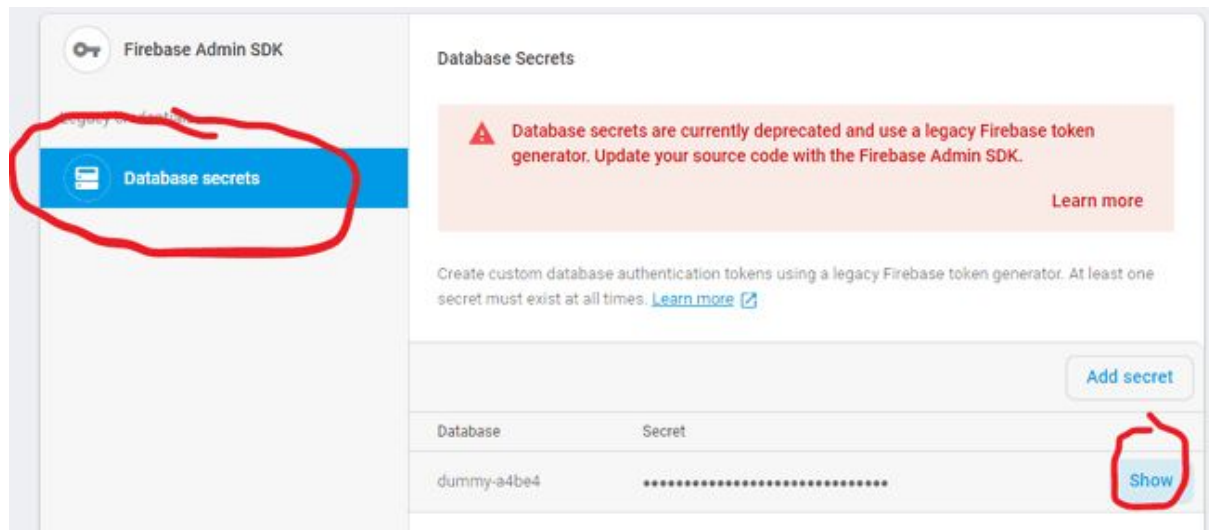 Firebase Admin SDK
Database Secrets
Legacy credentials
Database secrets
Database secrets are currently deprecated and use a legacy Firebase token
generator. Update your source code with the Firebase Admin SDK.
Learn more
Create custom database authentication tokens using a legacy Firebase token generator. At least one
secret must exist at all times. Learn more
Add secret
Database Secret
dummy-a4be4 •••••••••••••••••••••••••••••• Show